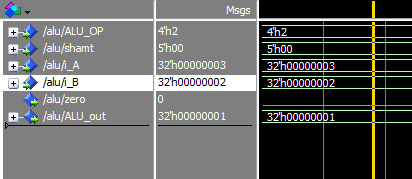 Msgs
/alu/ALU_OP 4'h2 4'h2
/alu/shamt 5'h00 5'h00
/alu/i_A 32'h00000003 32'h00000003
/alu/i_B 32'h00000002 32'h00000002
/alu/zero 0
/alu/ALU_out 32'h00000001 32'h00000001